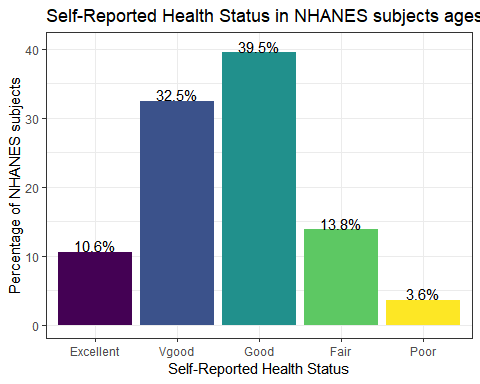 Self-Reported Health Status in NHANES subjects ages
Percentage of NHANES subjects
40
30
20
10
0
10.6%
32.5%
39.5%
13.8%
3.6%
Excellent Vgood Good Fair Poor
Self-Reported Health Status